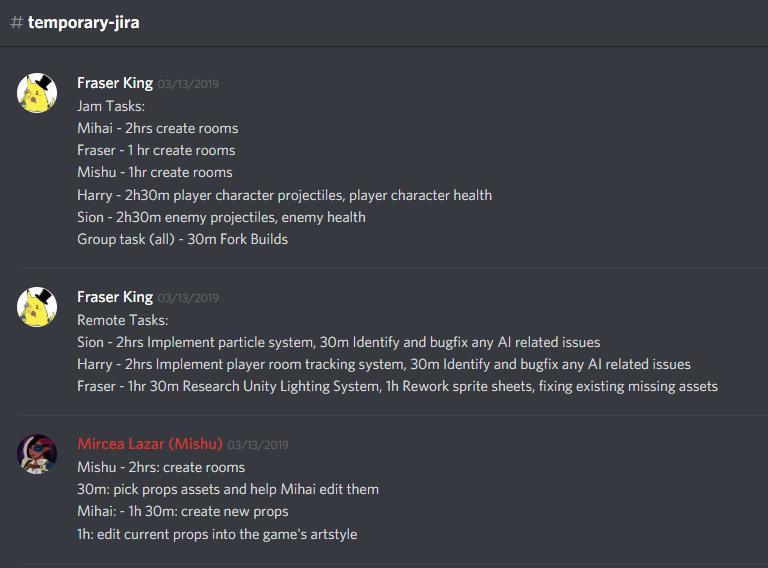 # temporary-jira
Fraser King 03/13/2019
Jam Tasks:
Mihai - 2hrs create rooms
Fraser - 1 hr create rooms
Mishu - 1hr create rooms
Harry - 2h30m player character projectiles, player character health
Sion - 2h30m enemy projectiles, enemy health
Group task (all) - 30m Fork Builds
Fraser King 03/13/2019
Remote Tasks:
Sion - 2hrs Implement particle system, 30m Identify and bugfix any AI related issues
Harry - 2hrs Implement player room tracking system, 30m Identify and bugfix any AI related issues
Fraser - 1hr 30m Research Unity Lighting System, 1h Rework sprite sheets, fixing existing missing assets
Mircea Lazar (Mishu) 03/13/2019
Mishu - 2hrs: create rooms
30m: pick props assets and help Mihai edit them
Mihai: - 1h 30m: create new props
1h: edit current props into the game's artstyle